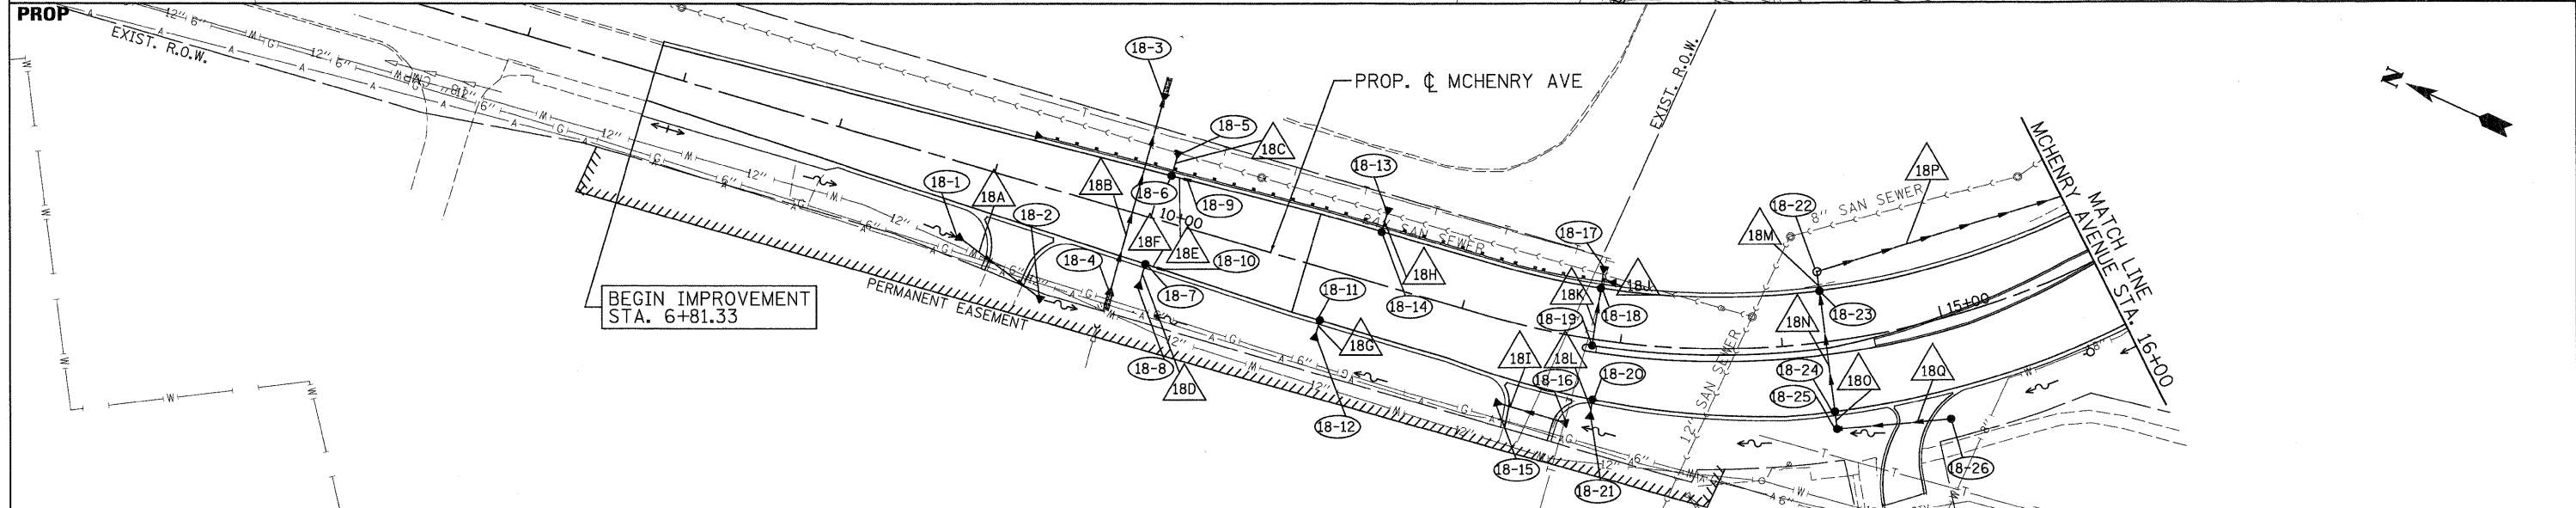 PROP
EXIST. R.O.W.
BEGIN IMPROVEMENT
STA. 6+81.33
PERMANENT EASEMENT
PROP. ℄ MCHENRY AVE
EXIST. R.O.W.
10+00
15+00
SAN SEWER
12" SAN SEWER
8" SAN SEWER
MCHENRY AVENUE STA. 16+00
MATCH LINE
N
18-1
18-2
18-3
18-4
18-5
18-6
18-7
18-8
18-9
18-10
18-11
18-12
18-13
18-14
18-15
18-16
18-17
18-18
18-19
18-20
18-21
18-22
18-23
18-24
18-25
18-26
18A
18B
18C
18D
18E
18F
18G
18H
18I
18J
18K
18L
18M
18N
18O
18P
18Q